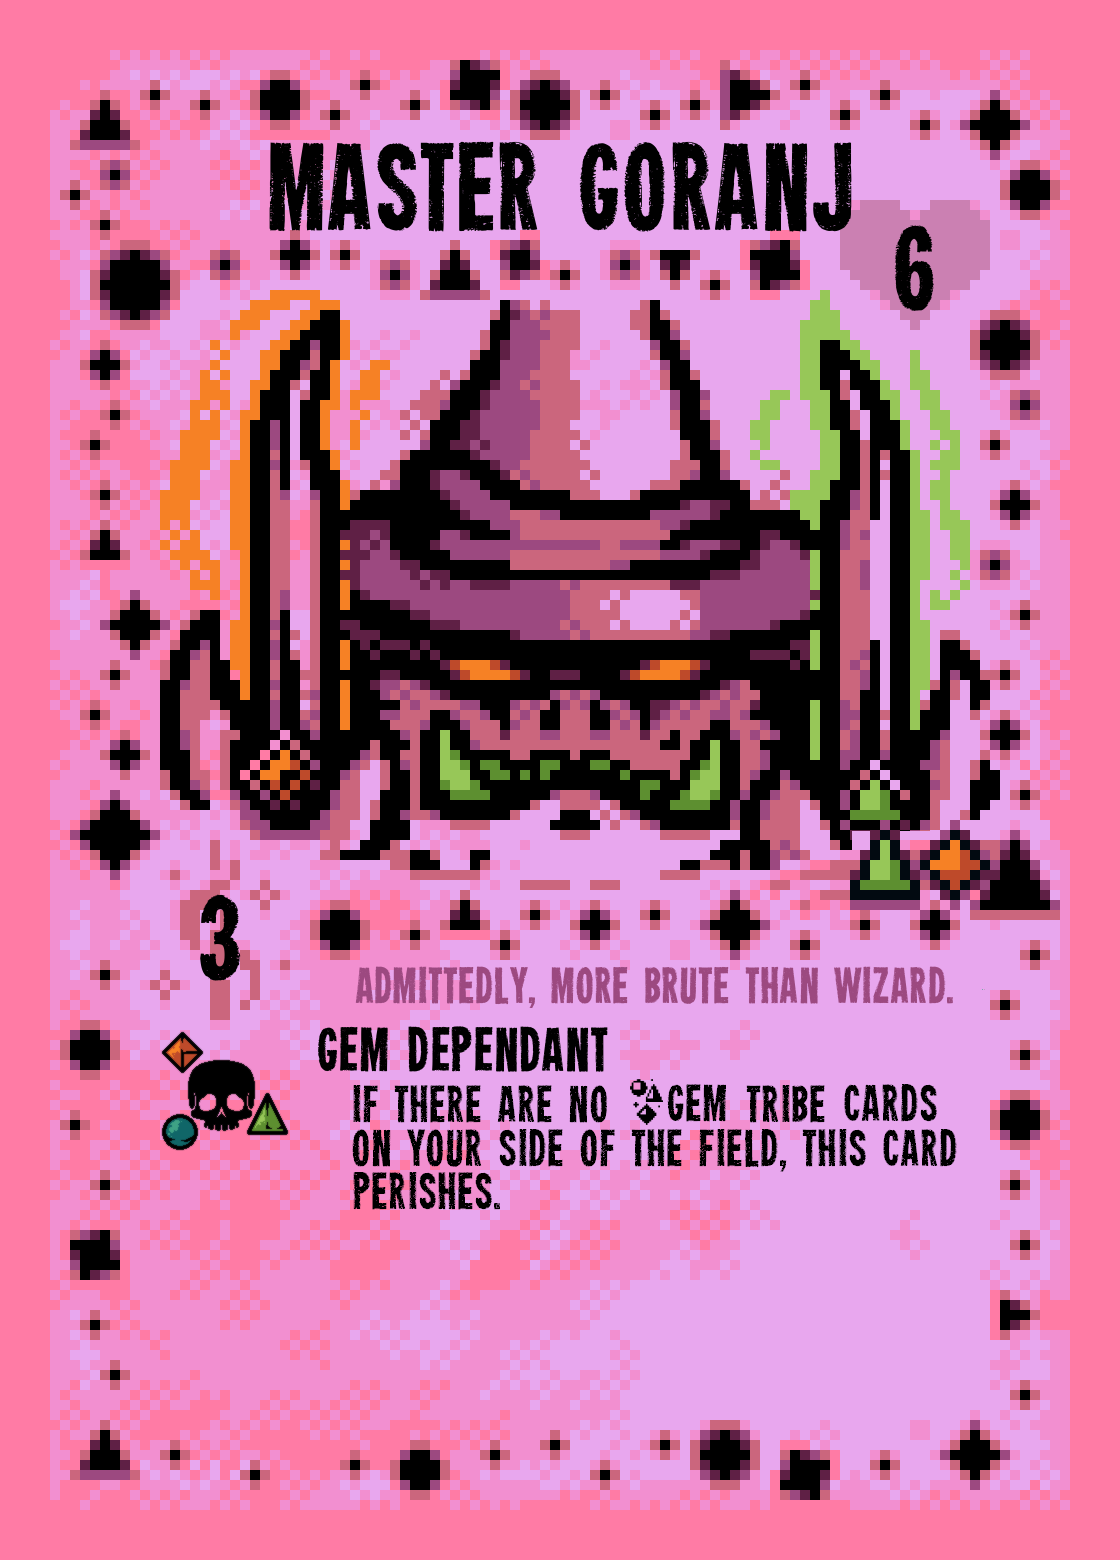 MASTER GORANJ
6
3
ADMITTEDLY, MORE BRUTE THAN WIZARD.
GEM DEPENDANT
IF THERE ARE NO GEM TRIBE CARDS
ON YOUR SIDE OF THE FIELD, THIS CARD
PERISHES.